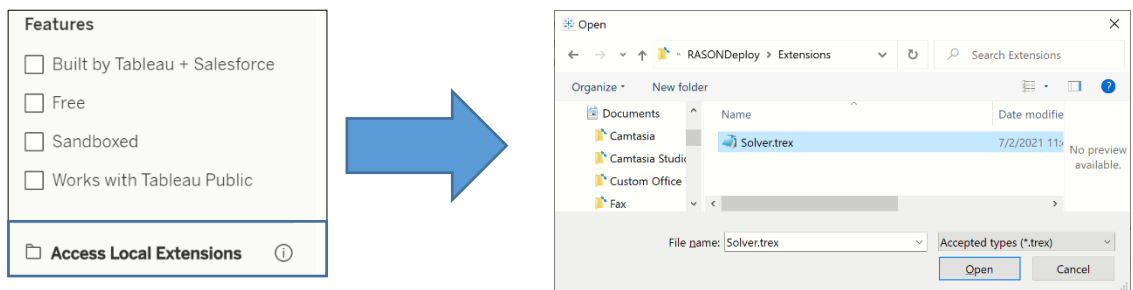 Features
Built by Tableau + Salesforce
Free
Sandboxed
Works with Tableau Public
Access Local Extensions
Open
« RASONDeploy > Extensions
Search Extensions
Organize
New folder
Documents
Camtasia
Camtasia Studio
Custom Office
Fax
Name
Date modifie
Solver.trex
7/2/2021 11:
No preview
available.
File name: Solver.trex
Accepted types (*.trex)
Open
Cancel